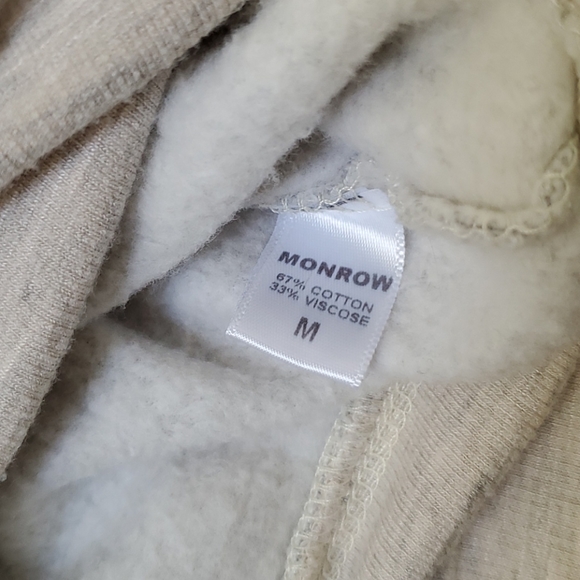 MONROW
67% COTTON
33% VISCOSE
M